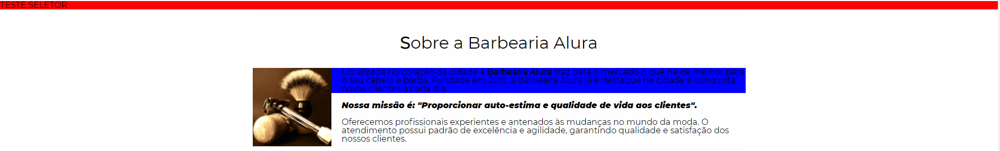 TESTE SELETOR
Sobre a Barbearia Alura
Localizada no coração da cidade a Barbearia Alura traz para o mercado o que há de melhor para
o seu cabelo e barba. Fundada em 2019, a Barbearia Alura já é destaque na cidade e conquista
novos clientes a cada dia.
Nossa missão é: "Proporcionar auto-estima e qualidade de vida aos clientes".
Oferecemos profissionais experientes e antenados às mudanças no mundo da moda. O
atendimento possui padrão de excelência e agilidade, garantindo qualidade e satisfação dos
nossos clientes.